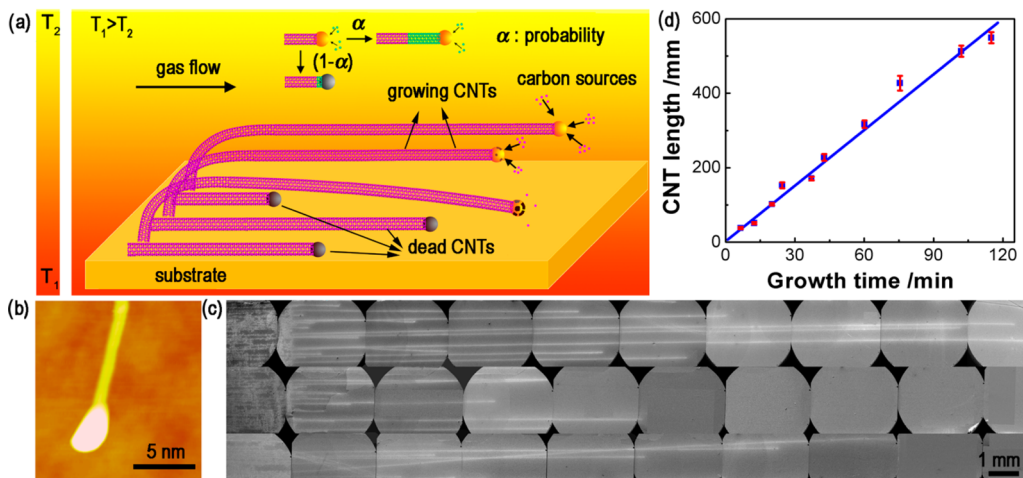 (a)
T₂
T₁
T₁>T₂
gas flow
α
(1-α)
α : probability
carbon sources
growing CNTs
dead CNTs
substrate
(b)
5 nm
(c)
1 mm
(d)
CNT length /mm
600
400
200
0
0 30 60 90 120
Growth time /min